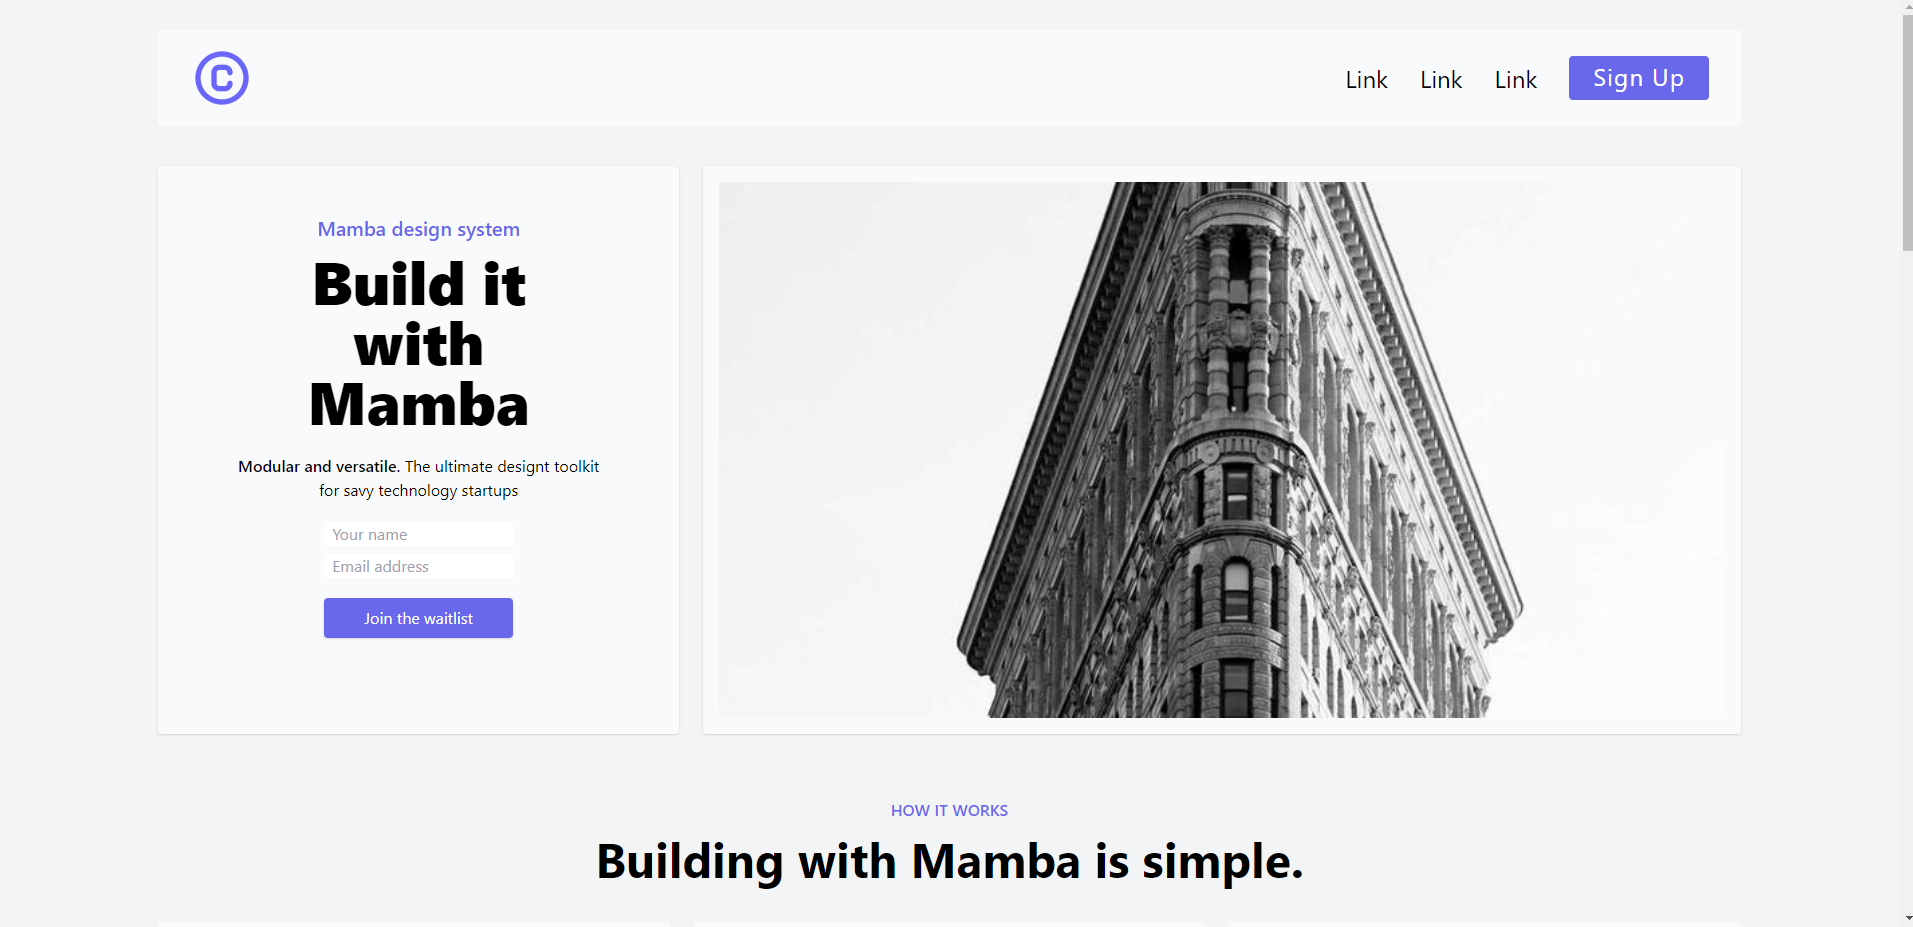 C
Link Link Link Sign Up
Mamba design system
Build it
with
Mamba
Modular and versatile. The ultimate designt toolkit
for savy technology startups
Your name
Email address
Join the waitlist
HOW IT WORKS
Building with Mamba is simple.